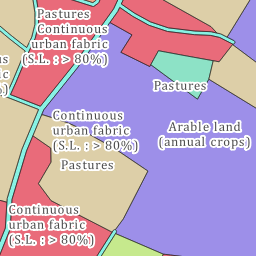 Pastures
Continuous
urban fabric
(S.L. : > 80%)
Pastures
Continuous
urban fabric
(S.L. : > 80%)
Arable land
(annual crops)
Pastures
Continuous
urban fabric
(S.L. : > 80%)